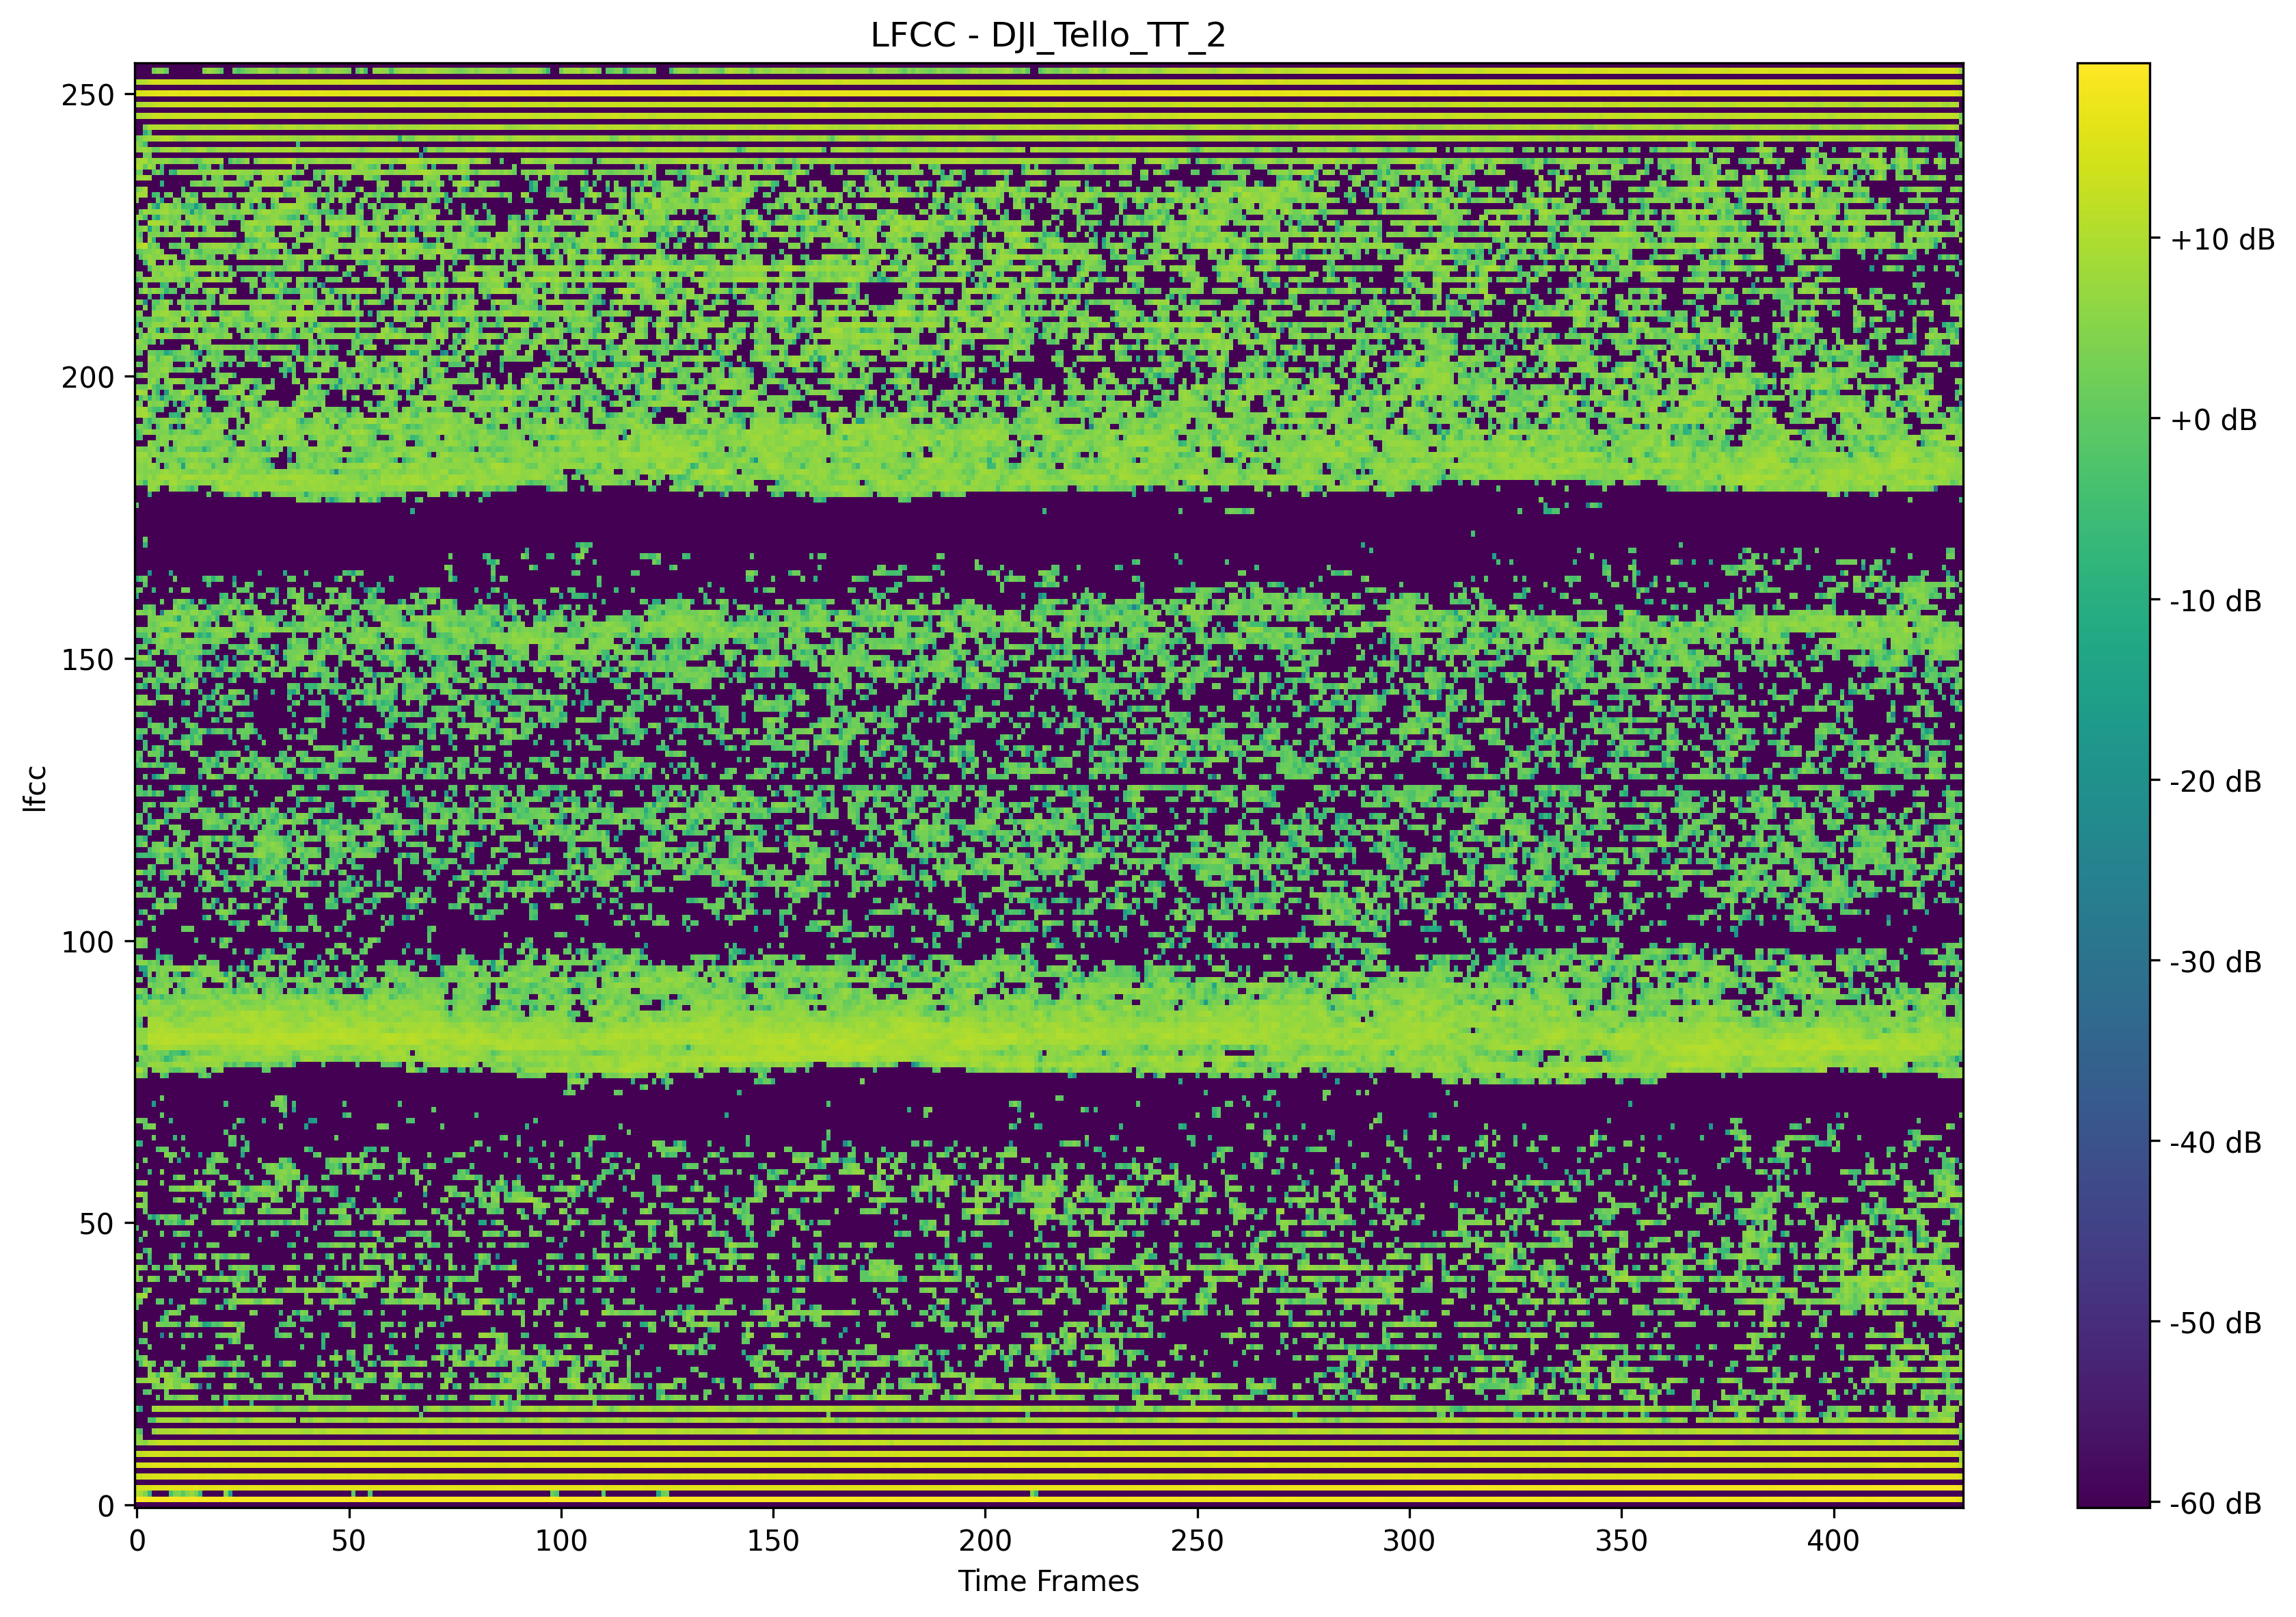 LFCC - DJI_Tello_TT_2
lfcc
250
200
150
100
50
0
0 50 100 150 200 250 300 350 400
Time Frames
+10 dB
+0 dB
-10 dB
-20 dB
-30 dB
-40 dB
-50 dB
-60 dB